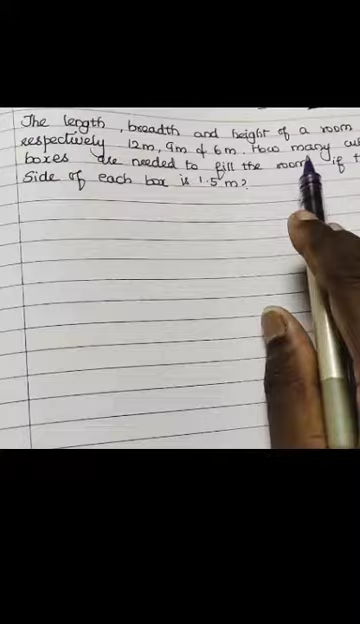 The length, breadth and height of a room
respectively 12m, 9m & 6m. How many
boxes are needed to fill the room if
Side of each box is 1.5m?